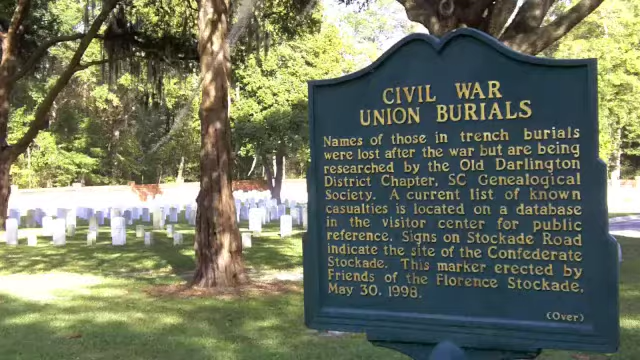 CIVIL WAR
UNION BURIALS
Names of those in trench burials
were lost after the war but are being
researched by the Old Darlington
District Chapter, SC Genealogical
Society. A current list of known
casualties is located on a database
in the visitor center for public
reference. Signs on Stockade Road
indicate the site of the Confederate
Stockade. This marker erected by
Friends of the Florence Stockade,
May 30, 1998.
(Over)